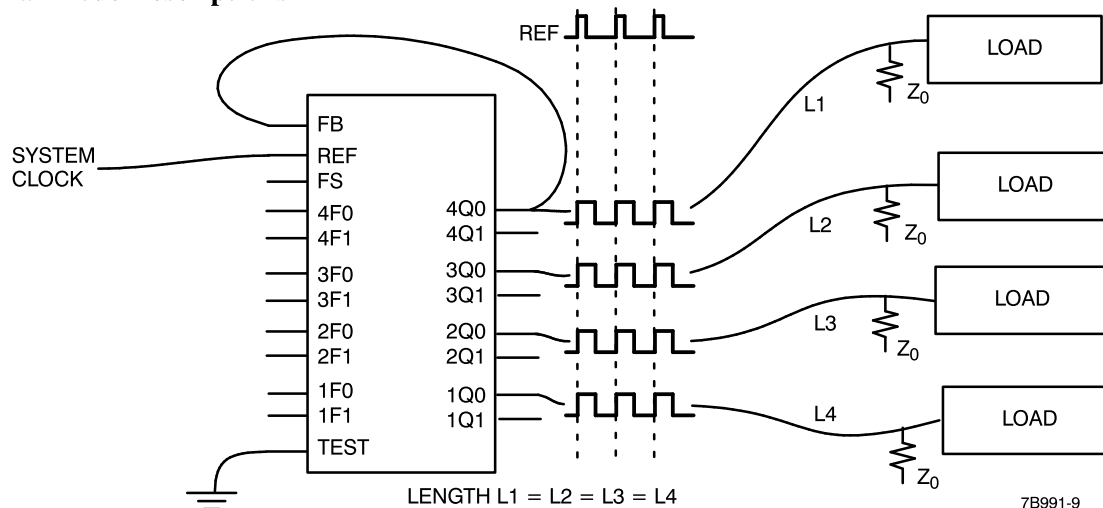 REF
LOAD
Z0
L1
FB
SYSTEM
CLOCK
REF
FS
4F0
4Q0
4F1
4Q1
LOAD
Z0
L2
3F0
3Q0
3F1
3Q1
LOAD
Z0
L3
2F0
2Q0
2F1
2Q1
1F0
1Q0
1F1
1Q1
LOAD
Z0
L4
TEST
LENGTH L1 = L2 = L3 = L4
7B991-9